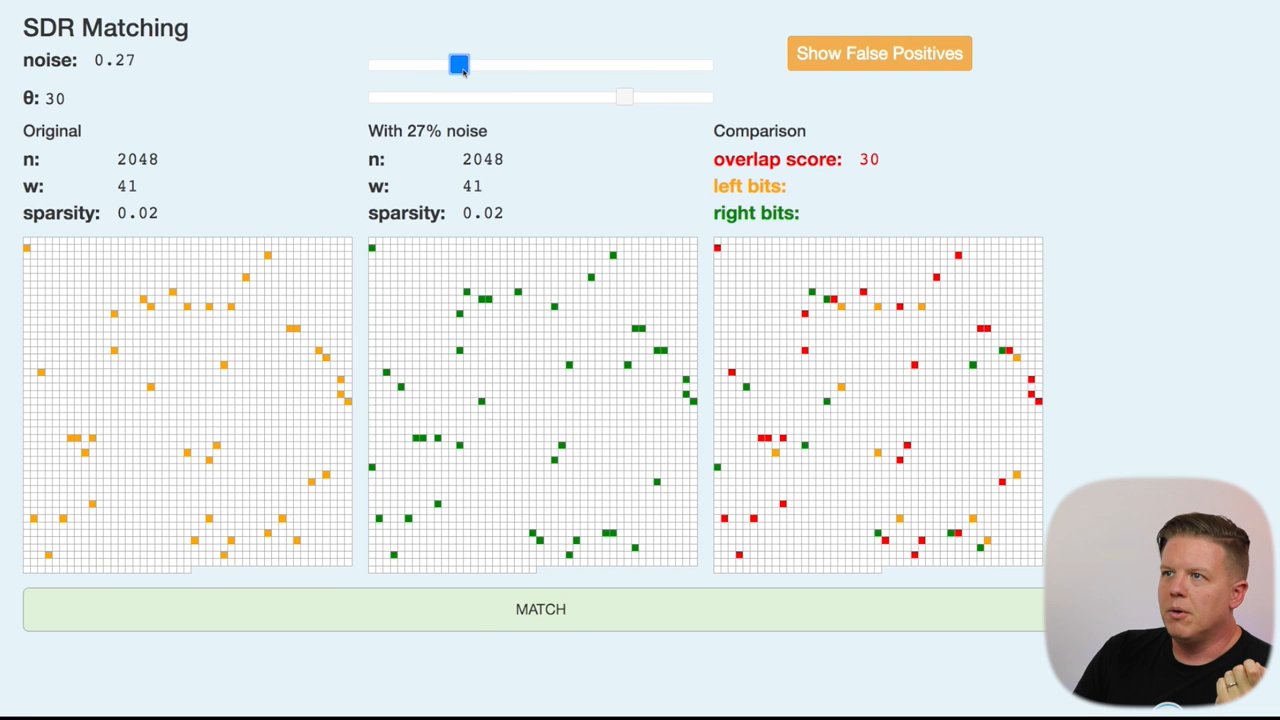 SDR Matching
noise: 0.27
Show False Positives
θ: 30
Original
n: 2048
w: 41
sparsity: 0.02
With 27% noise
n: 2048
w: 41
sparsity: 0.02
Comparison
overlap score: 30
left bits:
right bits:
MATCH